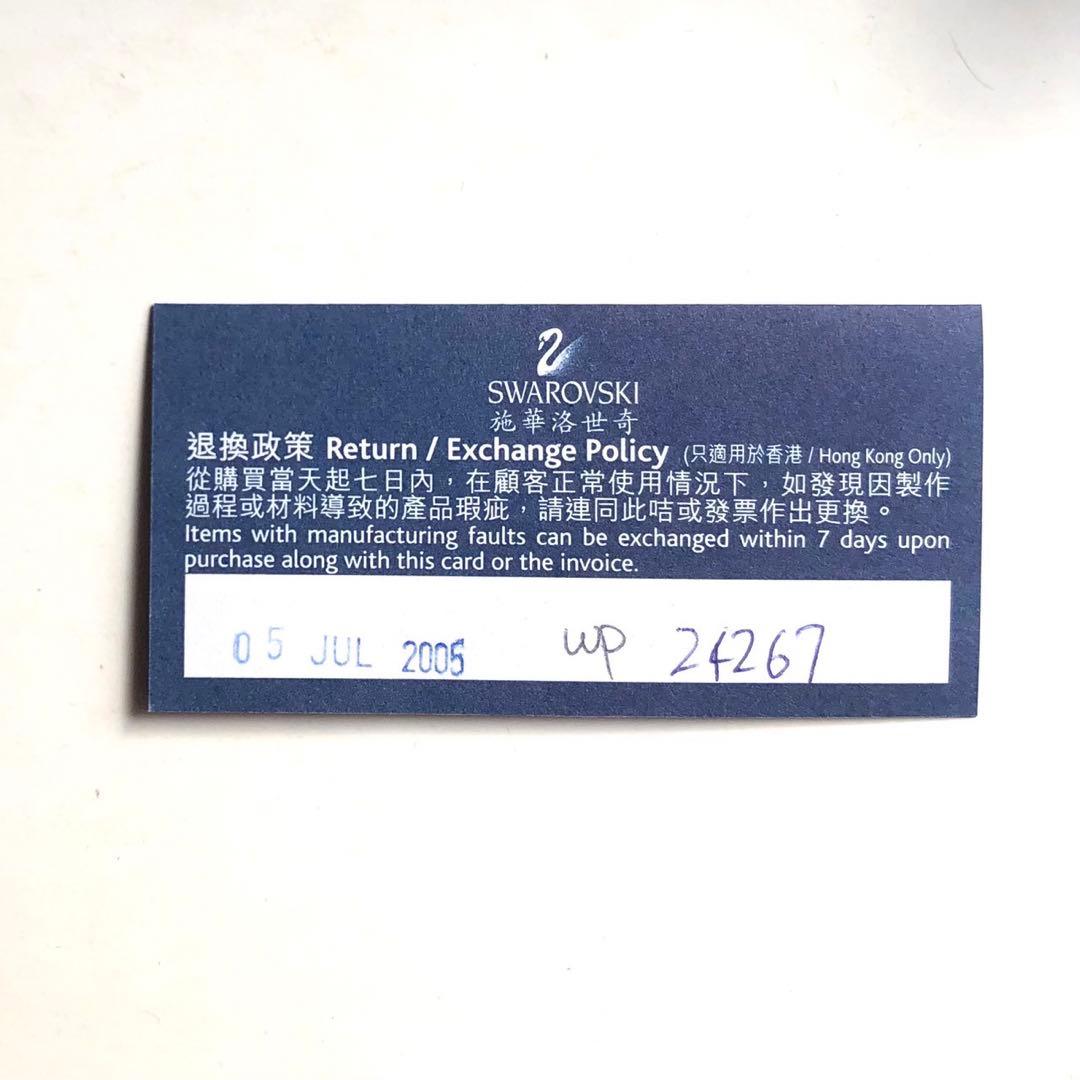 SWAROVSKI
施華洛世奇
退換政策 Return / Exchange Policy (只適用於香港 / Hong Kong Only)
從購買當天起七日內，在顧客正常使用情況下，如發現因製作
過程或材料導致的產品瑕疵，請連同此咭或發票作出更換。
Items with manufacturing faults can be exchanged within 7 days upon
purchase along with this card or the invoice.
05 JUL 2005 WP 24267